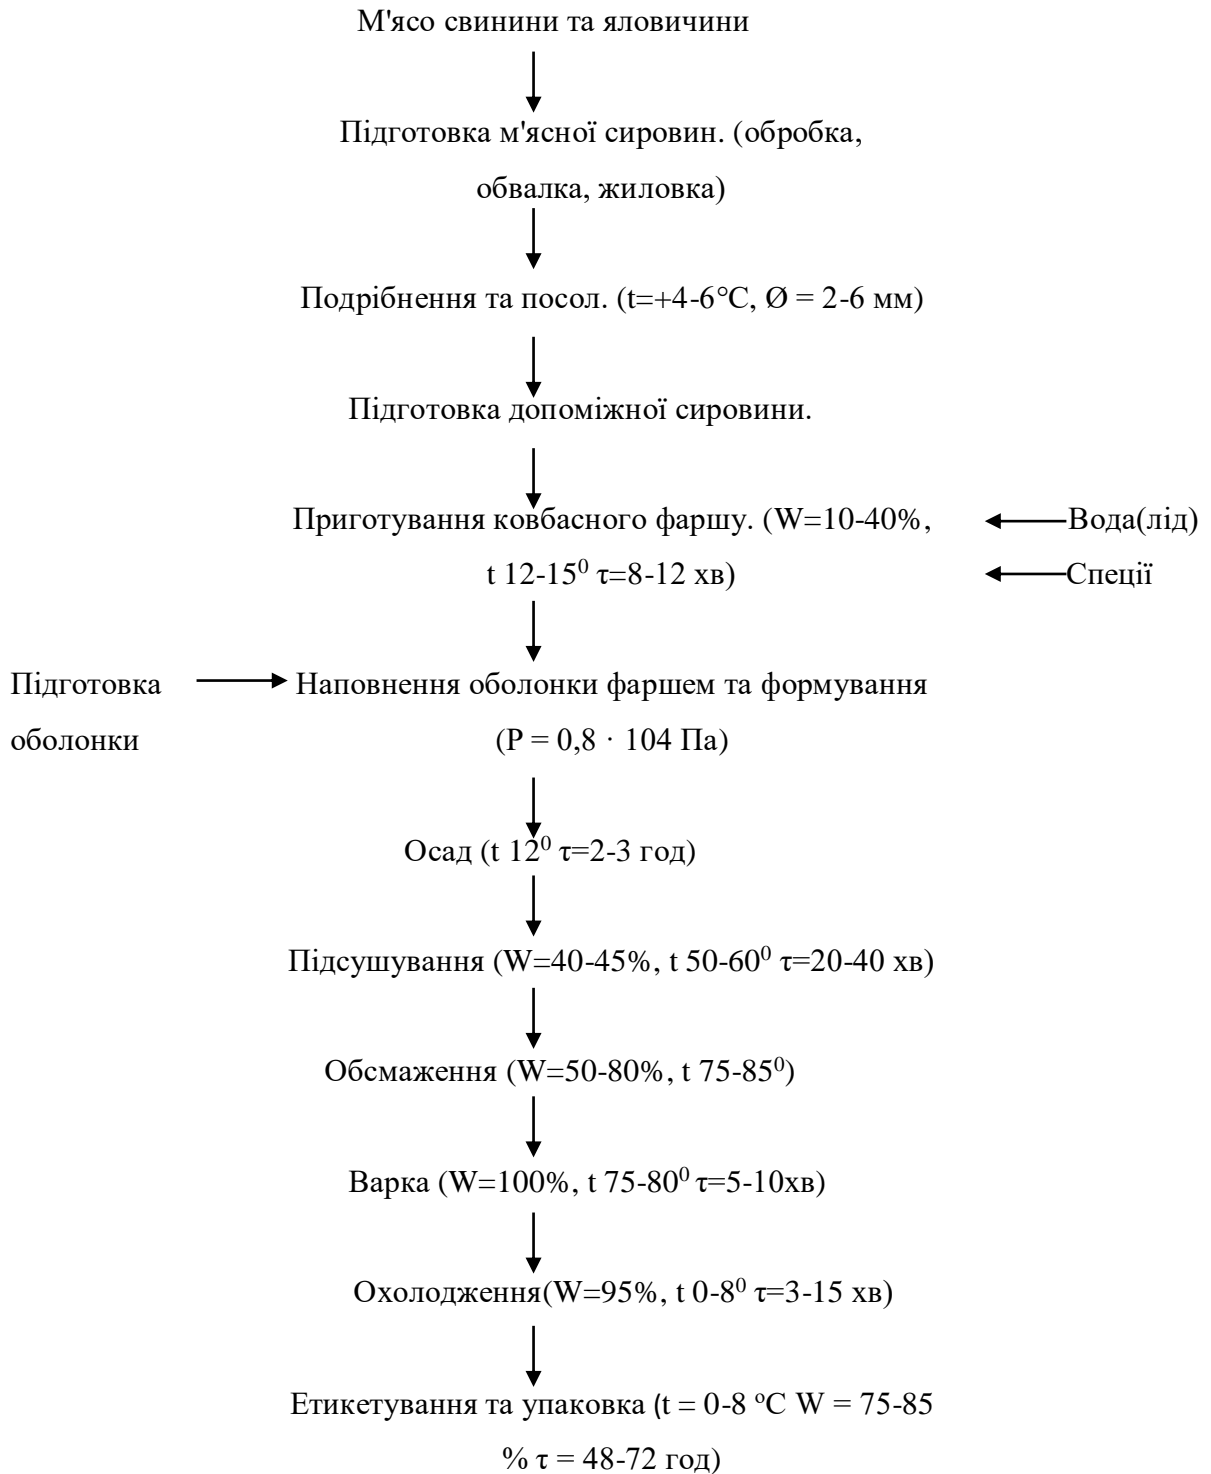 М'ясо свинини та яловичини
Підготовка м'ясної сировин. (обробка,
обвалка, жиловка)
Подрібнення та посол. (t=+4-6°С, Ø = 2-6 мм)
Підготовка допоміжної сировини.
Приготування ковбасного фаршу. (W=10-40%,
Вода(лід)
t 12-15⁰ τ=8-12 хв)
Спеції
Підготовка
оболонки
Наповнення оболонки фаршем та формування
(Р = 0,8 · 104 Па)
Осад (t 12⁰ τ=2-3 год)
Підсушування (W=40-45%, t 50-60⁰ τ=20-40 хв)
Обсмаження (W=50-80%, t 75-85⁰)
Варка (W=100%, t 75-80⁰ τ=5-10хв)
Охолодження(W=95%, t 0-8⁰ τ=3-15 хв)
Етикетування та упаковка (t = 0-8 ᵒС W = 75-85
% τ = 48-72 год)